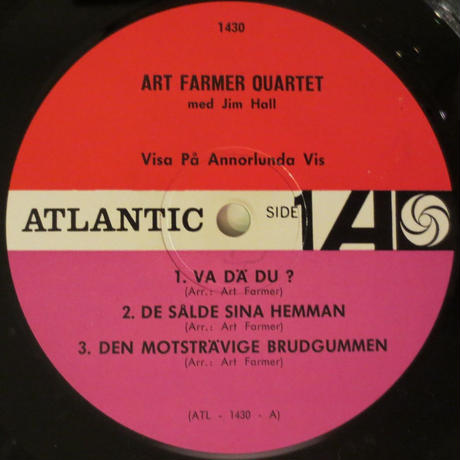 1430
ART FARMER QUARTET
med Jim Hall
Visa På Annorlunda Vis
ATLANTIC SIDE 1 A
1. VA DÄ DU ?
(Arr.: Art Farmer)
2. DE SÅLDE SINA HEMMAN
(Arr.: Art Farmer)
3. DEN MOTSTRÄVIGE BRUDGUMMEN
(Arr.: Art Farmer)
(ATL - 1430 - A)